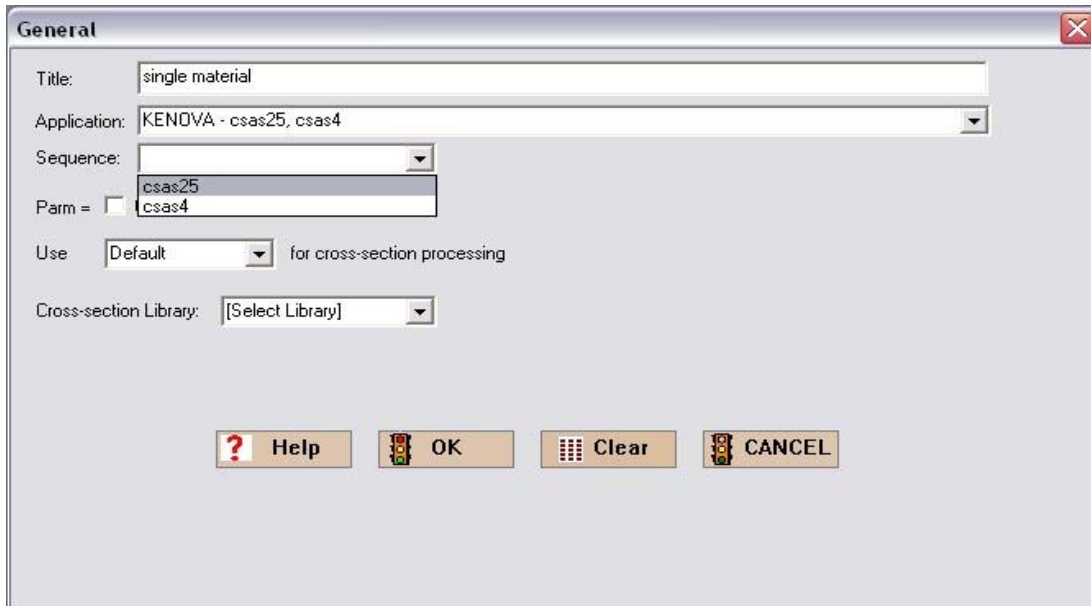 General
Title: single material
Application: KENOVA - csas25, csas4
Sequence:
csas25
Parm = csas4
Use Default for cross-section processing
Cross-section Library: [Select Library]
? Help OK Clear CANCEL